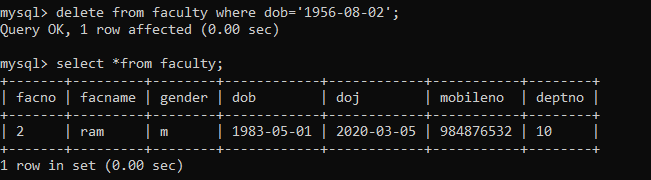 mysql> delete from faculty where dob='1956-08-02';
Query OK, 1 row affected (0.00 sec)
mysql> select *from faculty;
+-------+---------+--------+------------+------------+-----------+--------+
| facno | facname | gender | dob        | doj        | mobileno  | deptno |
+-------+---------+--------+------------+------------+-----------+--------+
| 2     | ram     | m      | 1983-05-01 | 2020-03-05 | 984876532 | 10     |
+-------+---------+--------+------------+------------+-----------+--------+
1 row in set (0.00 sec)